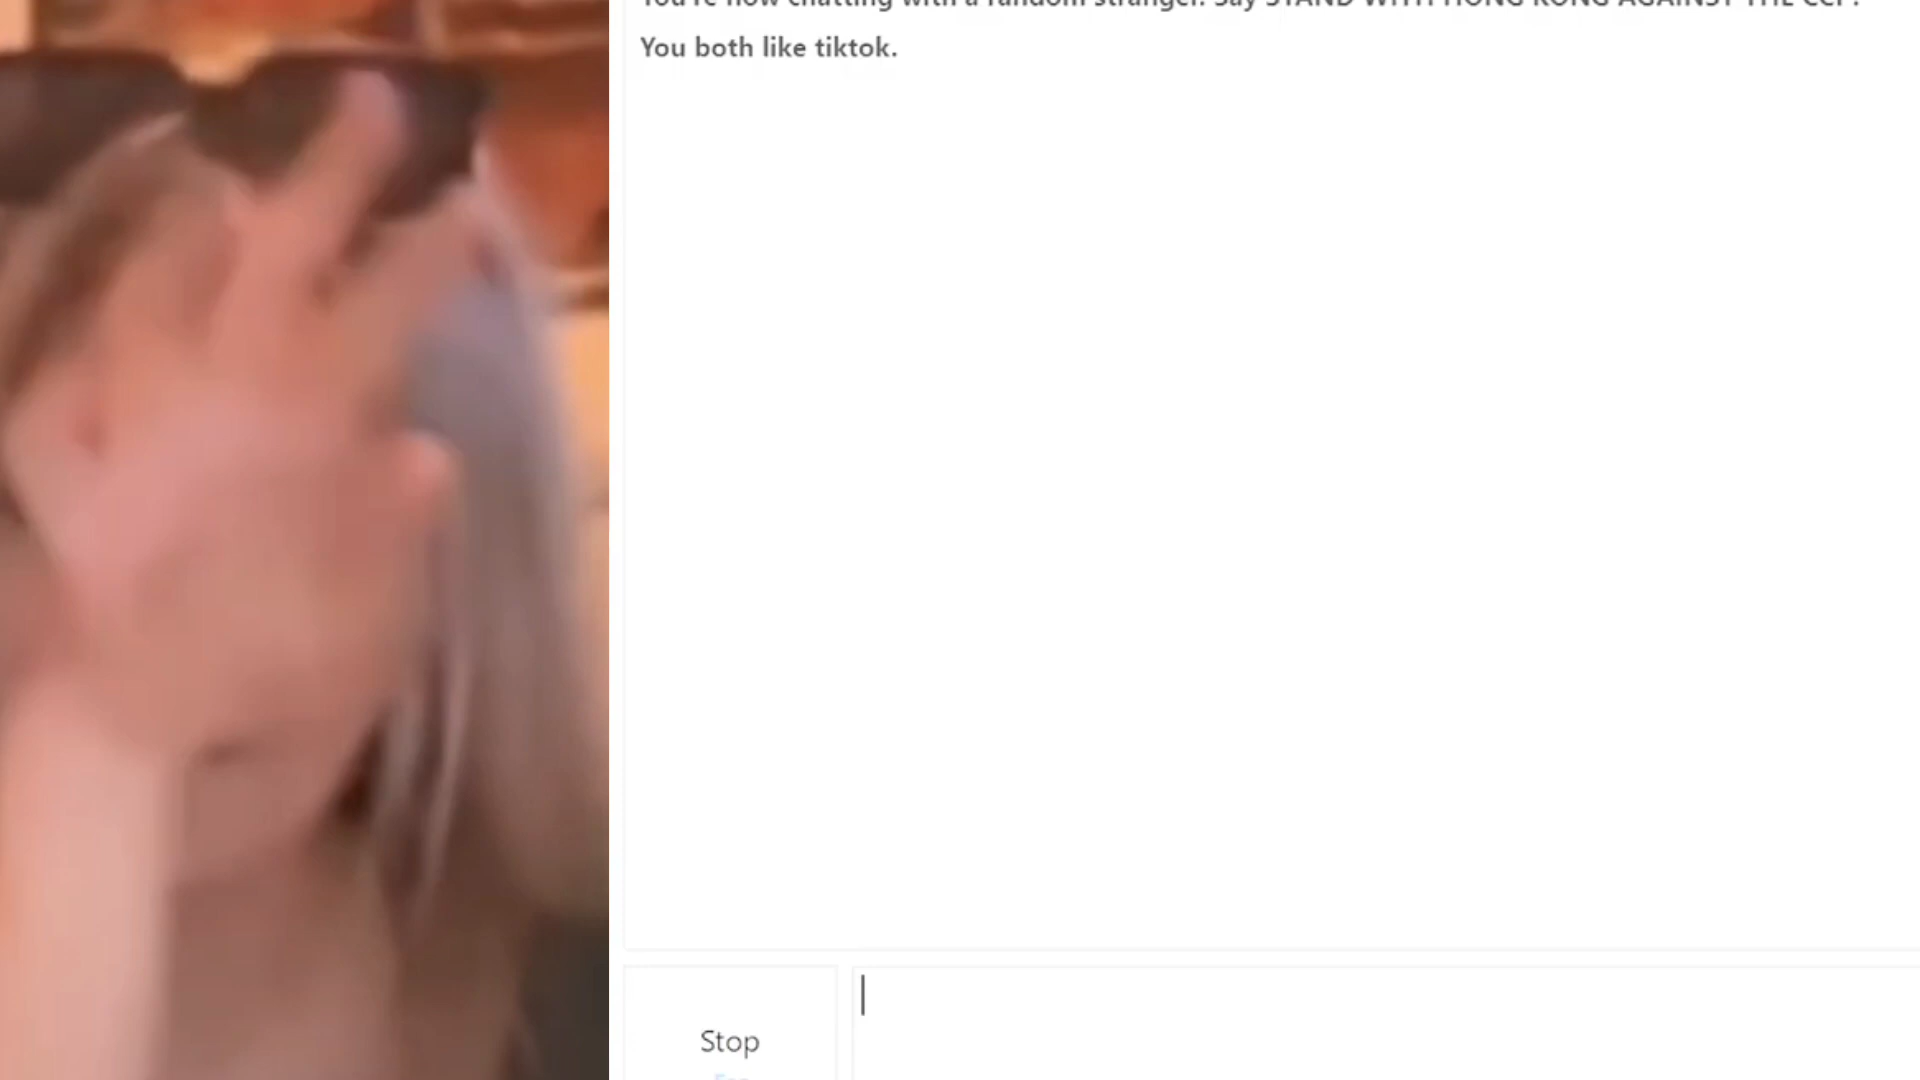 You're now chatting with a random stranger. Say STAND WITH HONG KONG AGAINST THE CCP!
You both like tiktok.
Stop
Esc